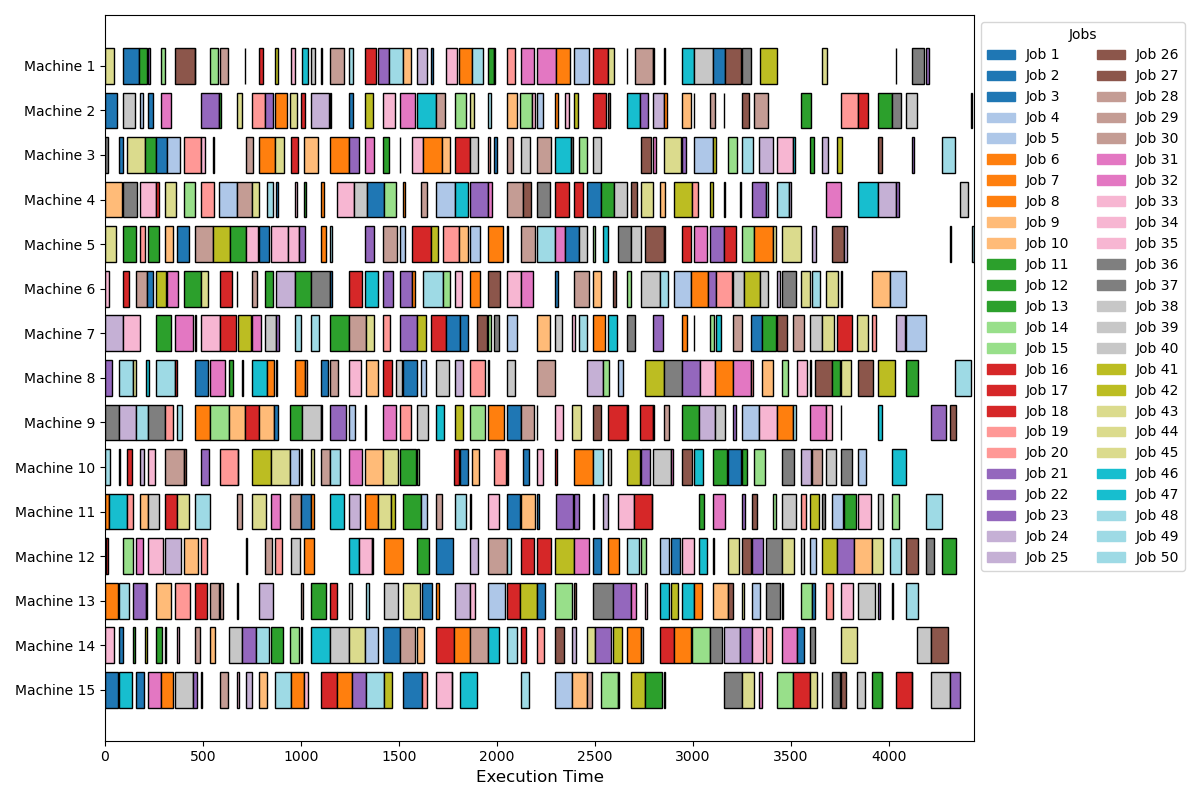 Machine 1
Machine 2
Machine 3
Machine 4
Machine 5
Machine 6
Machine 7
Machine 8
Machine 9
Machine 10
Machine 11
Machine 12
Machine 13
Machine 14
Machine 15
0 500 1000 1500 2000 2500 3000 3500 4000
Execution Time
Jobs
Job 1 Job 26
Job 2 Job 27
Job 3 Job 28
Job 4 Job 29
Job 5 Job 30
Job 6 Job 31
Job 7 Job 32
Job 8 Job 33
Job 9 Job 34
Job 10 Job 35
Job 11 Job 36
Job 12 Job 37
Job 13 Job 38
Job 14 Job 39
Job 15 Job 40
Job 16 Job 41
Job 17 Job 42
Job 18 Job 43
Job 19 Job 44
Job 20 Job 45
Job 21 Job 46
Job 22 Job 47
Job 23 Job 48
Job 24 Job 49
Job 25 Job 50